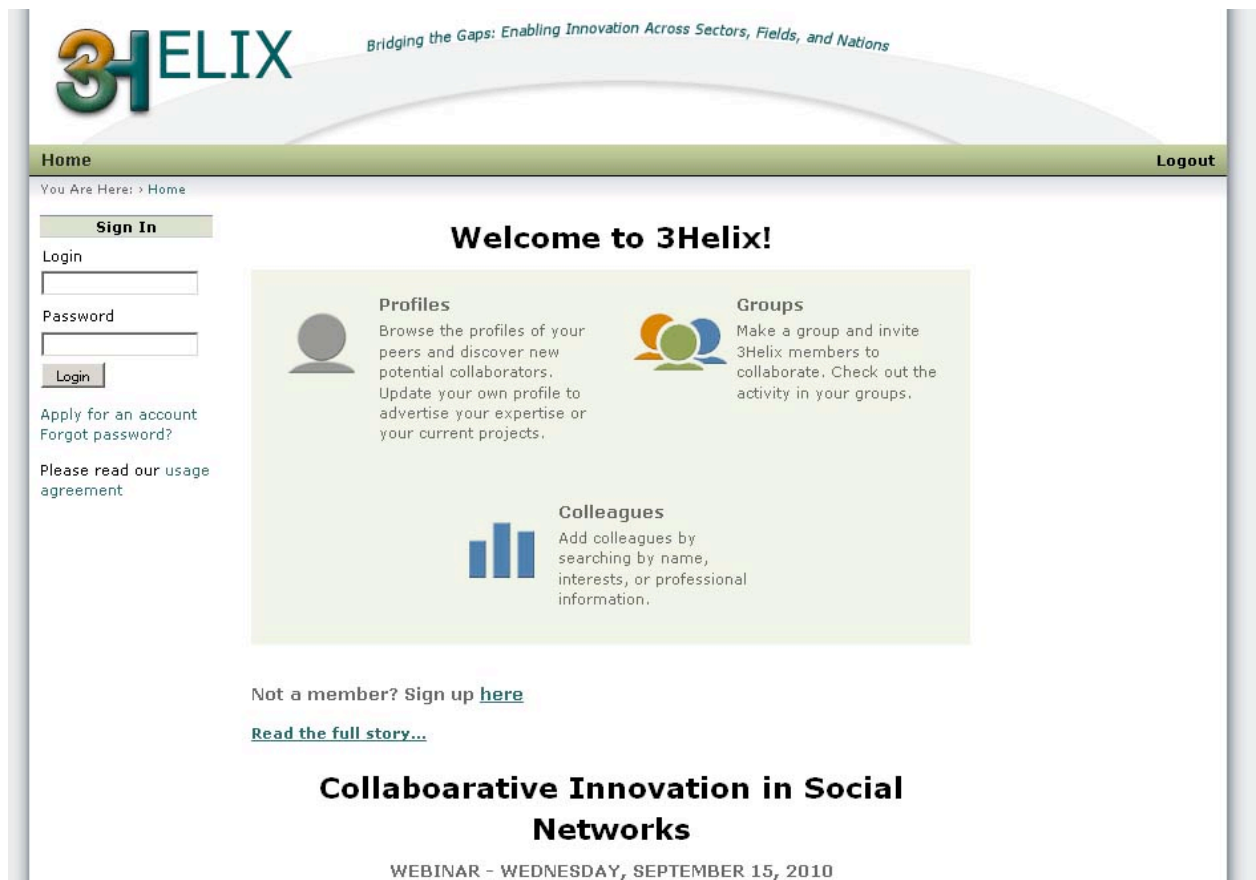 3HELIX
Bridging the Gaps: Enabling Innovation Across Sectors, Fields, and Nations
Home
Logout
You Are Here: › Home
Sign In
Login
Password
Login
Apply for an account
Forgot password?
Please read our usage
agreement
Welcome to 3Helix!
Profiles
Browse the profiles of your
peers and discover new
potential collaborators.
Update your own profile to
advertise your expertise or
your current projects.
Groups
Make a group and invite
3Helix members to
collaborate. Check out the
activity in your groups.
Colleagues
Add colleagues by
searching by name,
interests, or professional
information.
Not a member? Sign up here
Read the full story...
Collaboarative Innovation in Social
Networks
WEBINAR - WEDNESDAY, SEPTEMBER 15, 2010